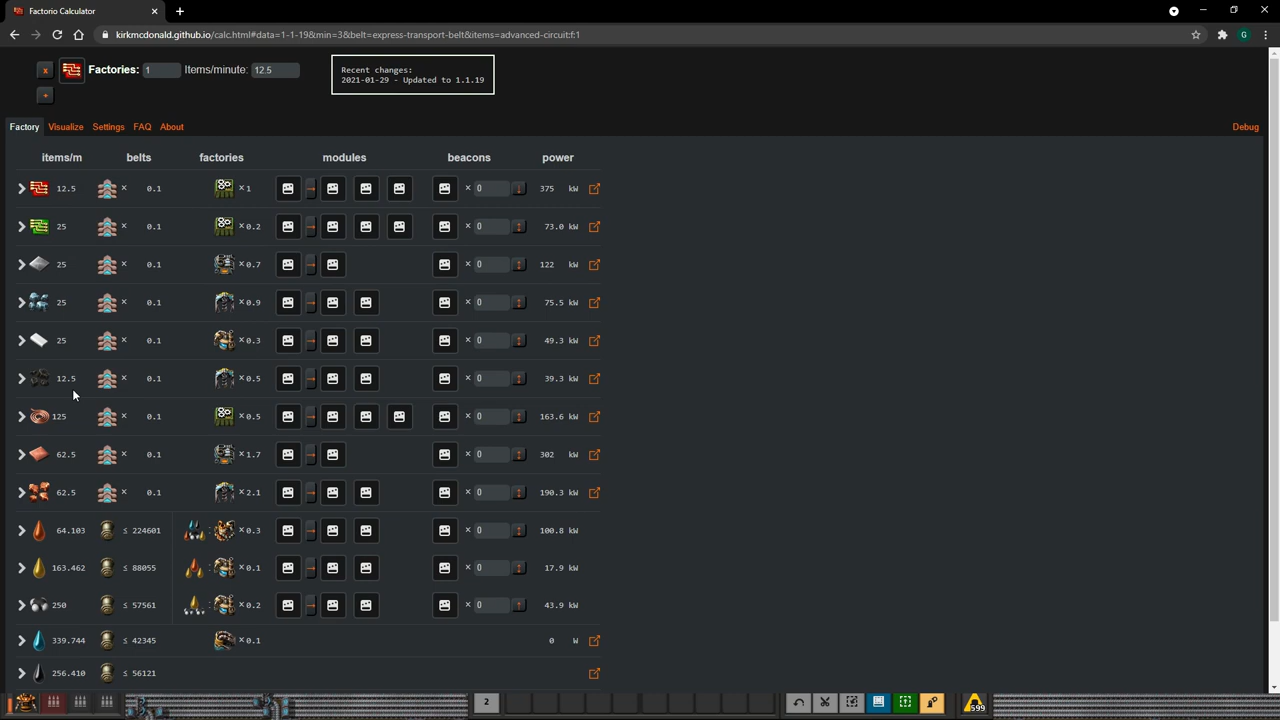 Factorio Calculator
kirkmcdonald.github.io/calc.html#data=1-1-19&min=3&belt=express-transport-belt&items=advanced-circuit:f:1
G
x Factories: 1 Items/minute: 12.5
Recent changes:
2021-01-29 - Updated to 1.1.19
+
Factory Visualize Settings FAQ About Debug
items/m belts factories modules beacons power
12.5 × 0.1 × 1 × 0 375 kW
25 × 0.1 × 0.2 × 0 73.0 kW
25 × 0.1 × 0.7 × 0 122 kW
25 × 0.1 × 0.9 × 0 75.5 kW
25 × 0.1 × 0.3 × 0 49.3 kW
12.5 × 0.1 × 0.5 × 0 39.3 kW
125 × 0.1 × 0.5 × 0 163.6 kW
62.5 × 0.1 × 1.7 × 0 302 kW
62.5 × 0.1 × 2.1 × 0 190.3 kW
64.103 ≤ 224601 × 0.3 × 0 100.8 kW
163.462 ≤ 88055 × 0.1 × 0 17.9 kW
250 ≤ 57561 × 0.2 × 0 43.9 kW
339.744 ≤ 42345 × 0.1 0 W
256.410 ≤ 56121
?
599